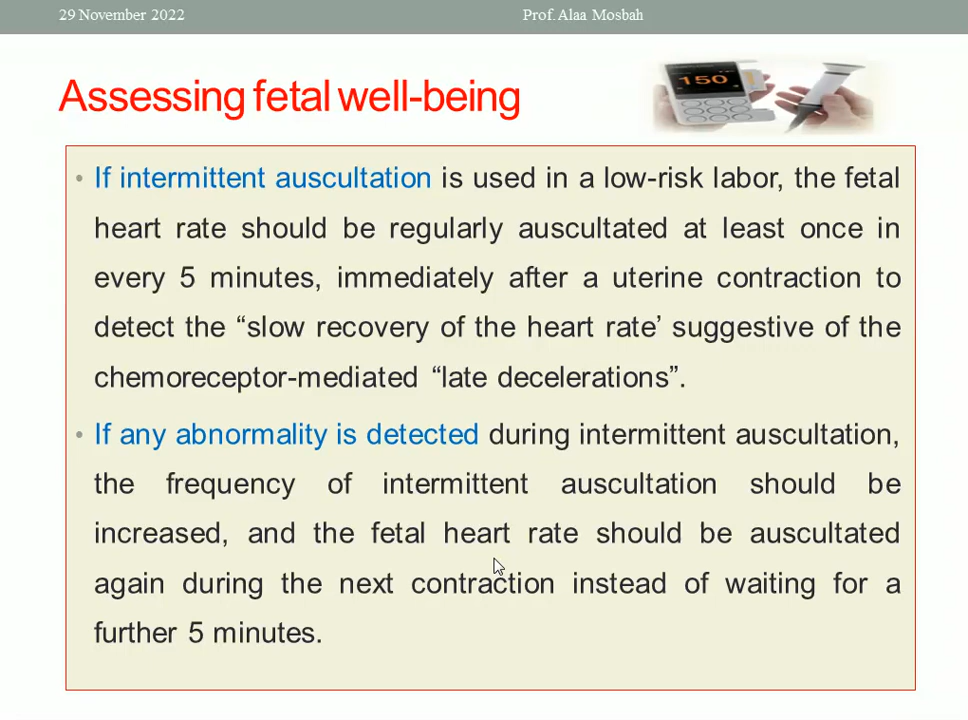 29 November 2022
Prof. Alaa Mosbah
Assessing fetal well-being
150
• If intermittent auscultation is used in a low-risk labor, the fetal
heart rate should be regularly auscultated at least once in
every 5 minutes, immediately after a uterine contraction to
detect the “slow recovery of the heart rate’ suggestive of the
chemoreceptor-mediated “late decelerations”.
• If any abnormality is detected during intermittent auscultation,
the frequency of intermittent auscultation should be
increased, and the fetal heart rate should be auscultated
again during the next contraction instead of waiting for a
further 5 minutes.